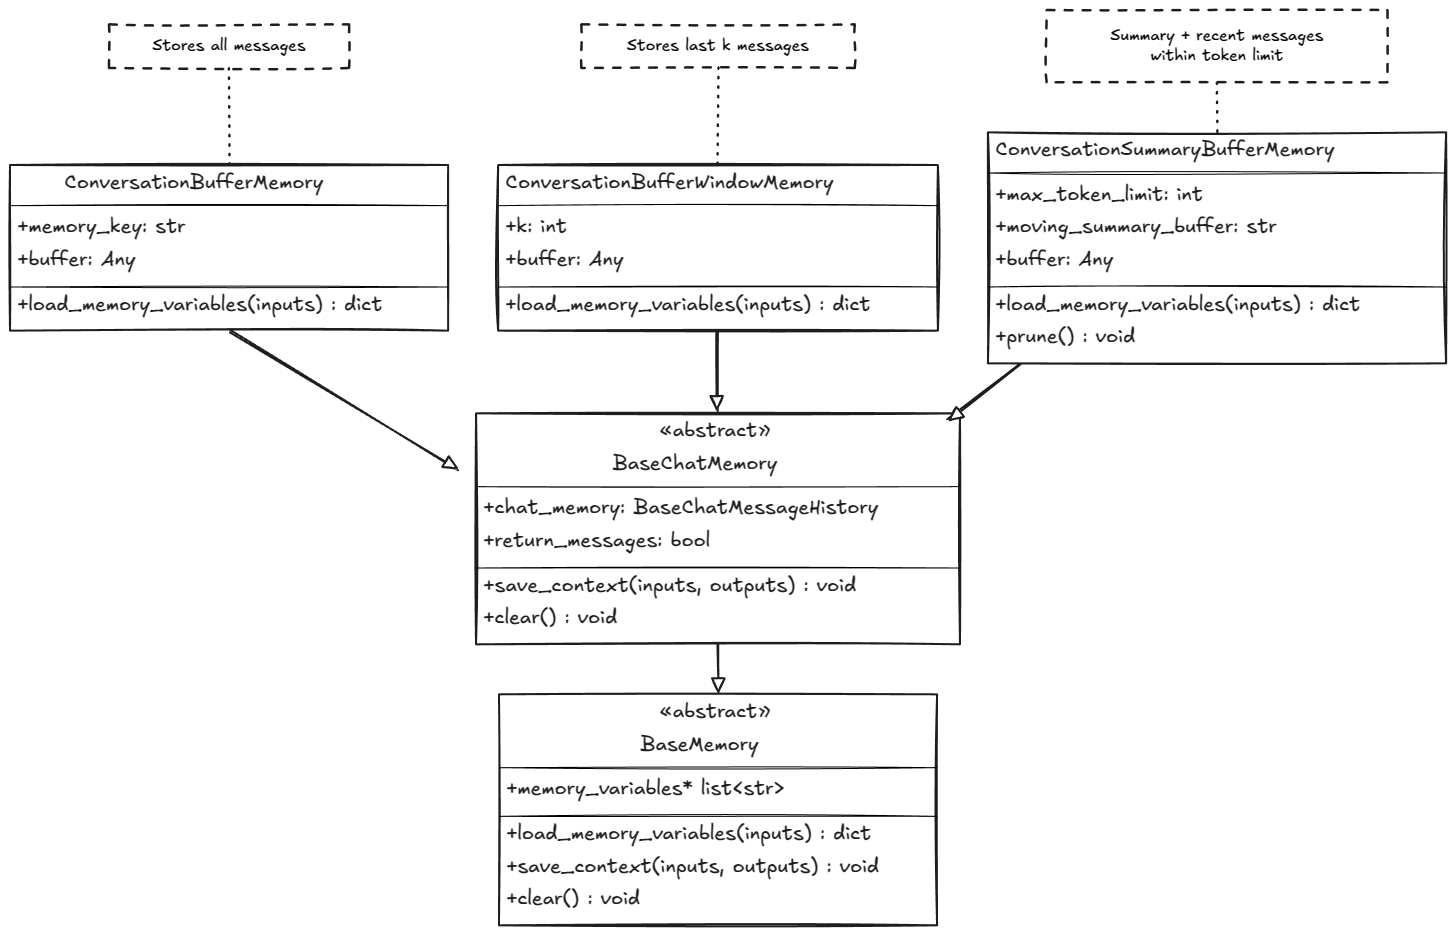 Stores all messages
Stores last k messages
Summary + recent messages
within token limit
ConversationBufferMemory
+memory_key: str
+buffer: Any
+load_memory_variables(inputs) : dict
ConversationBufferWindowMemory
+k: int
+buffer: Any
+load_memory_variables(inputs) : dict
ConversationSummaryBufferMemory
+max_token_limit: int
+moving_summary_buffer: str
+buffer: Any
+load_memory_variables(inputs) : dict
+prune() : void
«abstract»
BaseChatMemory
+chat_memory: BaseChatMessageHistory
+return_messages: bool
+save_context(inputs, outputs) : void
+clear() : void
«abstract»
BaseMemory
+memory_variables* list<str>
+load_memory_variables(inputs) : dict
+save_context(inputs, outputs) : void
+clear() : void